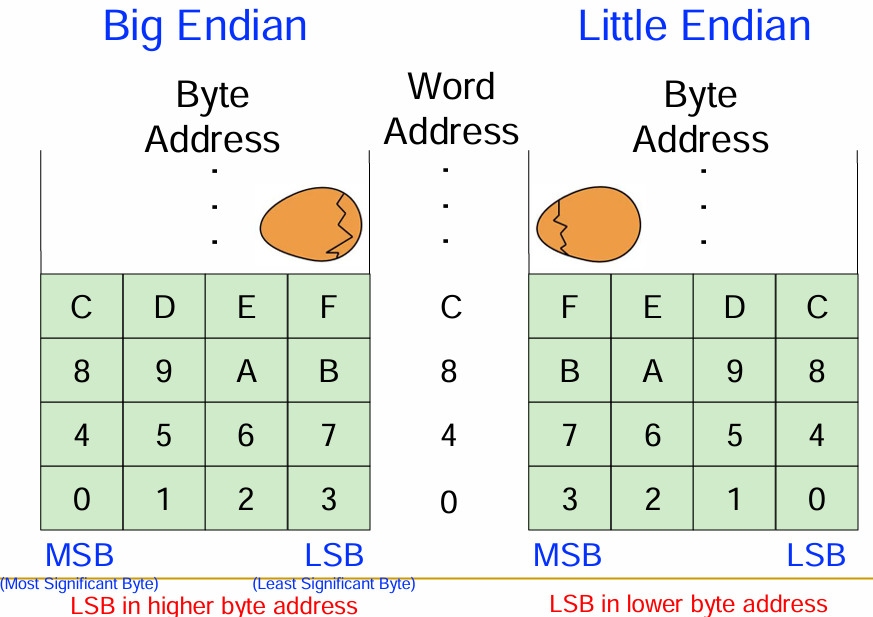 Big Endian
Little Endian
Byte
Address
Word
Address
Byte
Address
C D E F
C
F E D C
8 9 A B
8
B A 9 8
4 5 6 7
4
7 6 5 4
0 1 2 3
0
3 2 1 0
MSB
(Most Significant Byte)
LSB
(Least Significant Byte)
MSB
LSB
LSB in higher byte address
LSB in lower byte address